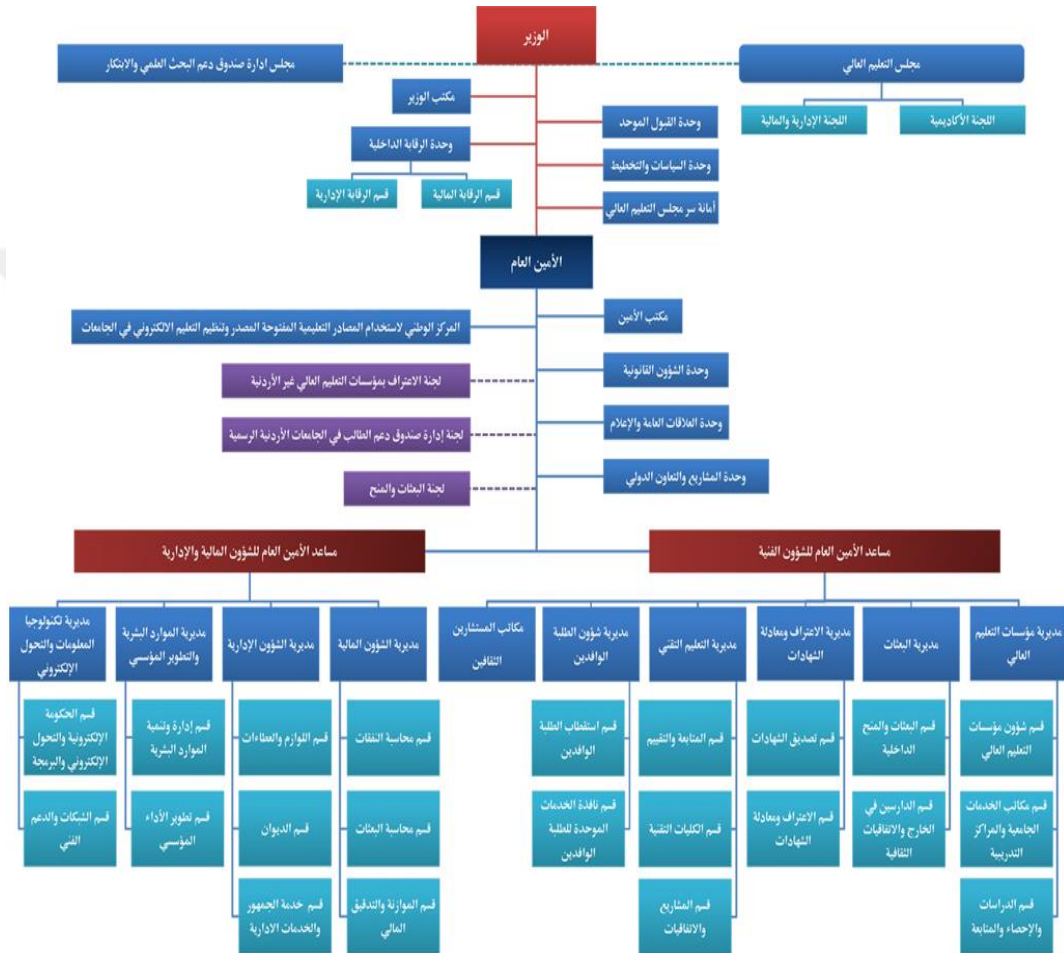 الوزير
مجلس التعليم العالي
مجلس ادارة صندوق دعم البحث العلمي والابتكار
اللجنة الأكاديمية
اللجنة الإدارية والمالية
مكتب الوزير
وحدة القبول الموحد
وحدة الرقابة الداخلية
وحدة السياسات والتخطيط
قسم الرقابة المالية
قسم الرقابة الإدارية
أمانة سر مجلس التعليم العالي
الأمين العام
مكتب الأمين
المركز الوطني لاستخدام المصادر التعليمية المفتوحة المصدر وتنظيم التعليم الالكتروني في الجامعات
وحدة الشؤون القانونية
لجنة الاعتراف بمؤسسات التعليم العالي غير الأردنية
وحدة العلاقات العامة والإعلام
لجنة إدارة صندوق دعم الطالب في الجامعات الأردنية الرسمية
وحدة المشاريع والتعاون الدولي
لجنة البعثات والمنح
مساعد الأمين العام للشؤون الفنية
مساعد الأمين العام للشؤون المالية والإدارية
مديرية مؤسسات التعليم
العالي
مديرية البعثات
مديرية الاعتراف ومعادلة
الشهادات
مديرية التعليم التقني
مديرية شؤون الطلبة
الوافدين
مكاتب المستشارين
الثقافين
مديرية الشؤون المالية
مديرية الشؤون الإدارية
مديرية الموارد البشرية
والتطوير المؤسسي
مديرية تكنولوجيا
المعلومات والتحول
الإلكتروني
قسم شؤون مؤسسات
التعليم العالي
قسم البعثات والمنح
الداخلية
قسم تصديق الشهادات
قسم المتابعة والتقييم
قسم استقطاب الطلبة
الوافدين
قسم محاسبة النفقات
قسم اللوازم والعطاءات
قسم إدارة وتنمية
الموارد البشرية
قسم الحكومة
الإلكترونية والتحول
الإلكتروني والبرمجة
قسم مكاتب الخدمات
الجامعية والمراكز
التدريبية
قسم الدارسين في
الخارج والاتفاقيات
الثقافية
قسم الاعتراف ومعادلة
الشهادات
قسم الكليات التقنية
قسم نافذة الخدمات
الموحدة للطلبة
الوافدين
قسم محاسبة البعثات
قسم الديوان
قسم تطوير الأداء
المؤسسي
قسم الشبكات والدعم
الفني
قسم الدراسات
والإحصاء والمتابعة
قسم المشاريع
والاتفاقيات
قسم الموازنة والتدقيق
المالي
قسم خدمة الجمهور
والخدمات الادارية